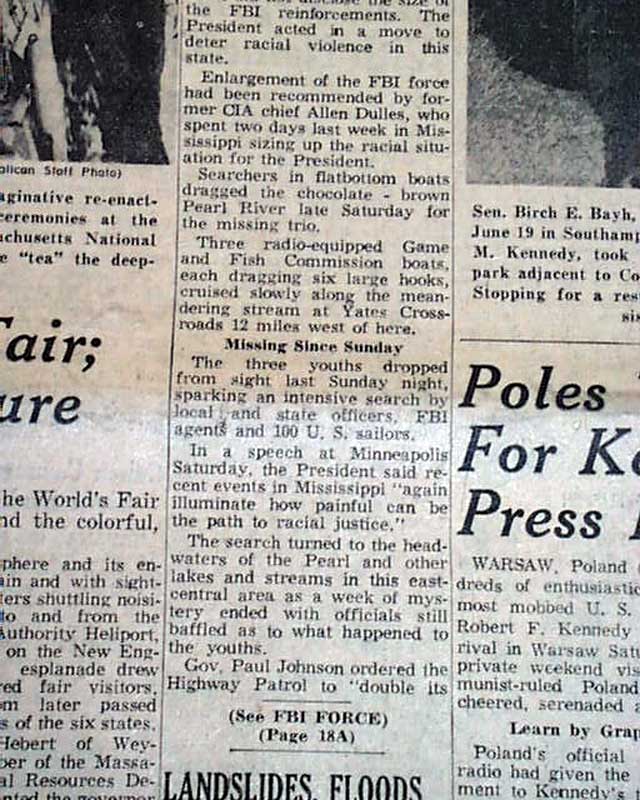 the FBI reinforcements. The
President acted in a move to
deter racial violence in this
state.
Enlargement of the FBI force
had been recommended by for-
mer CIA chief Allen Dulles, who
spent two days last week in Mis-
sissippi sizing up the racial situ-
ation for the President.
Searchers in flatbottom boats
dragged the chocolate - brown
Pearl River late Saturday for
the missing trio.
Three radio-equipped Game
and Fish Commission boats,
each dragging six large hooks,
cruised slowly along the mean-
dering stream at Yates Cross-
roads 12 miles west of here.
Missing Since Sunday
The three youths dropped
from sight last Sunday night,
sparking an intensive search by
local and state officers, FBI
agents and 100 U. S. sailors.
In a speech at Minneapolis
Saturday, the President said re-
cent events in Mississippi "again
illuminate how painful can be
the path to racial justice."
The search turned to the head-
waters of the Pearl and other
lakes and streams in this east-
central area as a week of mys-
tery ended with officials still
baffled as to what happened to
the youths.
Gov. Paul Johnson ordered the
Highway Patrol to "double its
(See FBI FORCE)
(Page 18A)
LANDSLIDES, FLOODS
lican Staff Photo)
aginative re-enact-
ceremonies at the
achusetts National
e "tea" the deep-
Fair;
ure
he World's Fair
nd the colorful,
sphere and its en-
ain and with sight-
ters shuttling noisi-
to and from the
Authority Heliport,
on the New Eng-
esplanade drew
red fair visitors,
m later passed
s of the six states.
Hebert of Wey-
ber of the Massa-
al Resources De-
nted the governor
Sen. Birch E. Bayh,
June 19 in Southamp
M. Kennedy, took
park adjacent to Co
Stopping for a res
sis
Poles
For Ke
Press
WARSAW, Poland
dreds of enthusiastic
most mobbed U. S.
Robert F. Kennedy
rival in Warsaw Satu
private weekend vis
munist-ruled Poland
cheered, serenaded a
Learn by Grap
Poland's official
radio had given the
ment to Kennedy's